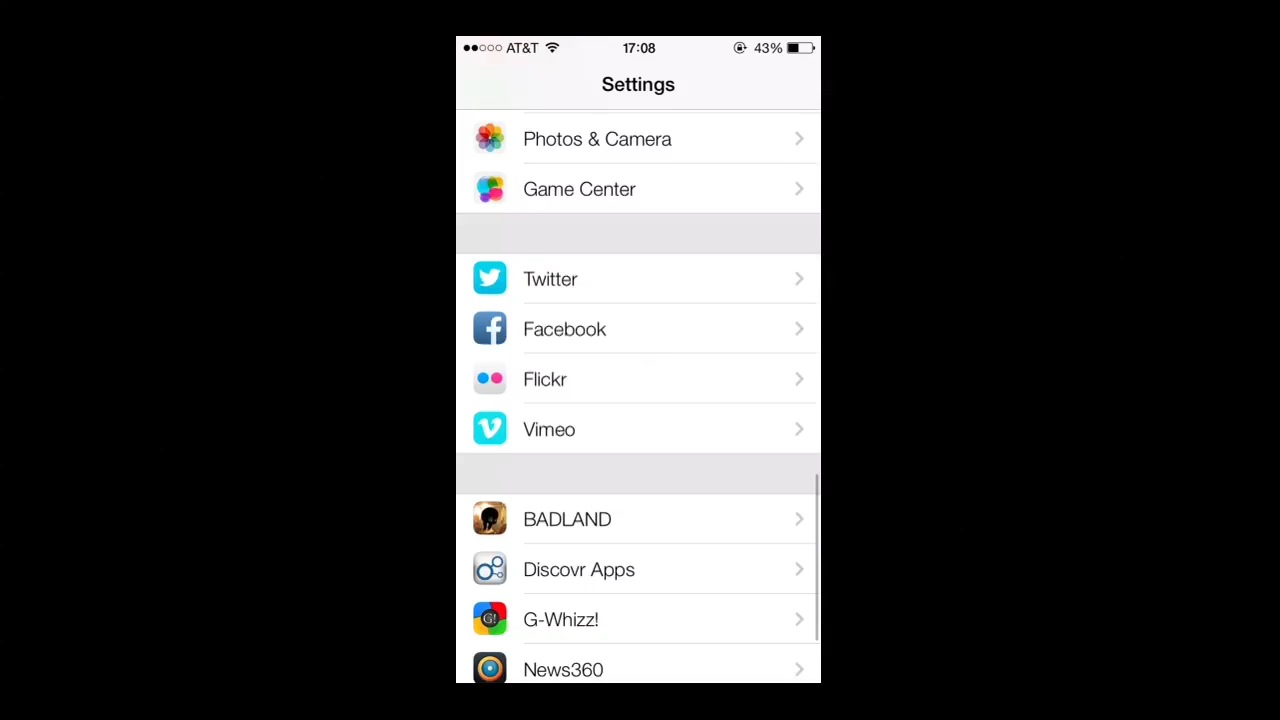 AT&T 17:08 43%
Settings
Photos & Camera
Game Center
Twitter
Facebook
Flickr
Vimeo
BADLAND
Discovr Apps
G! G-Whizz!
News360